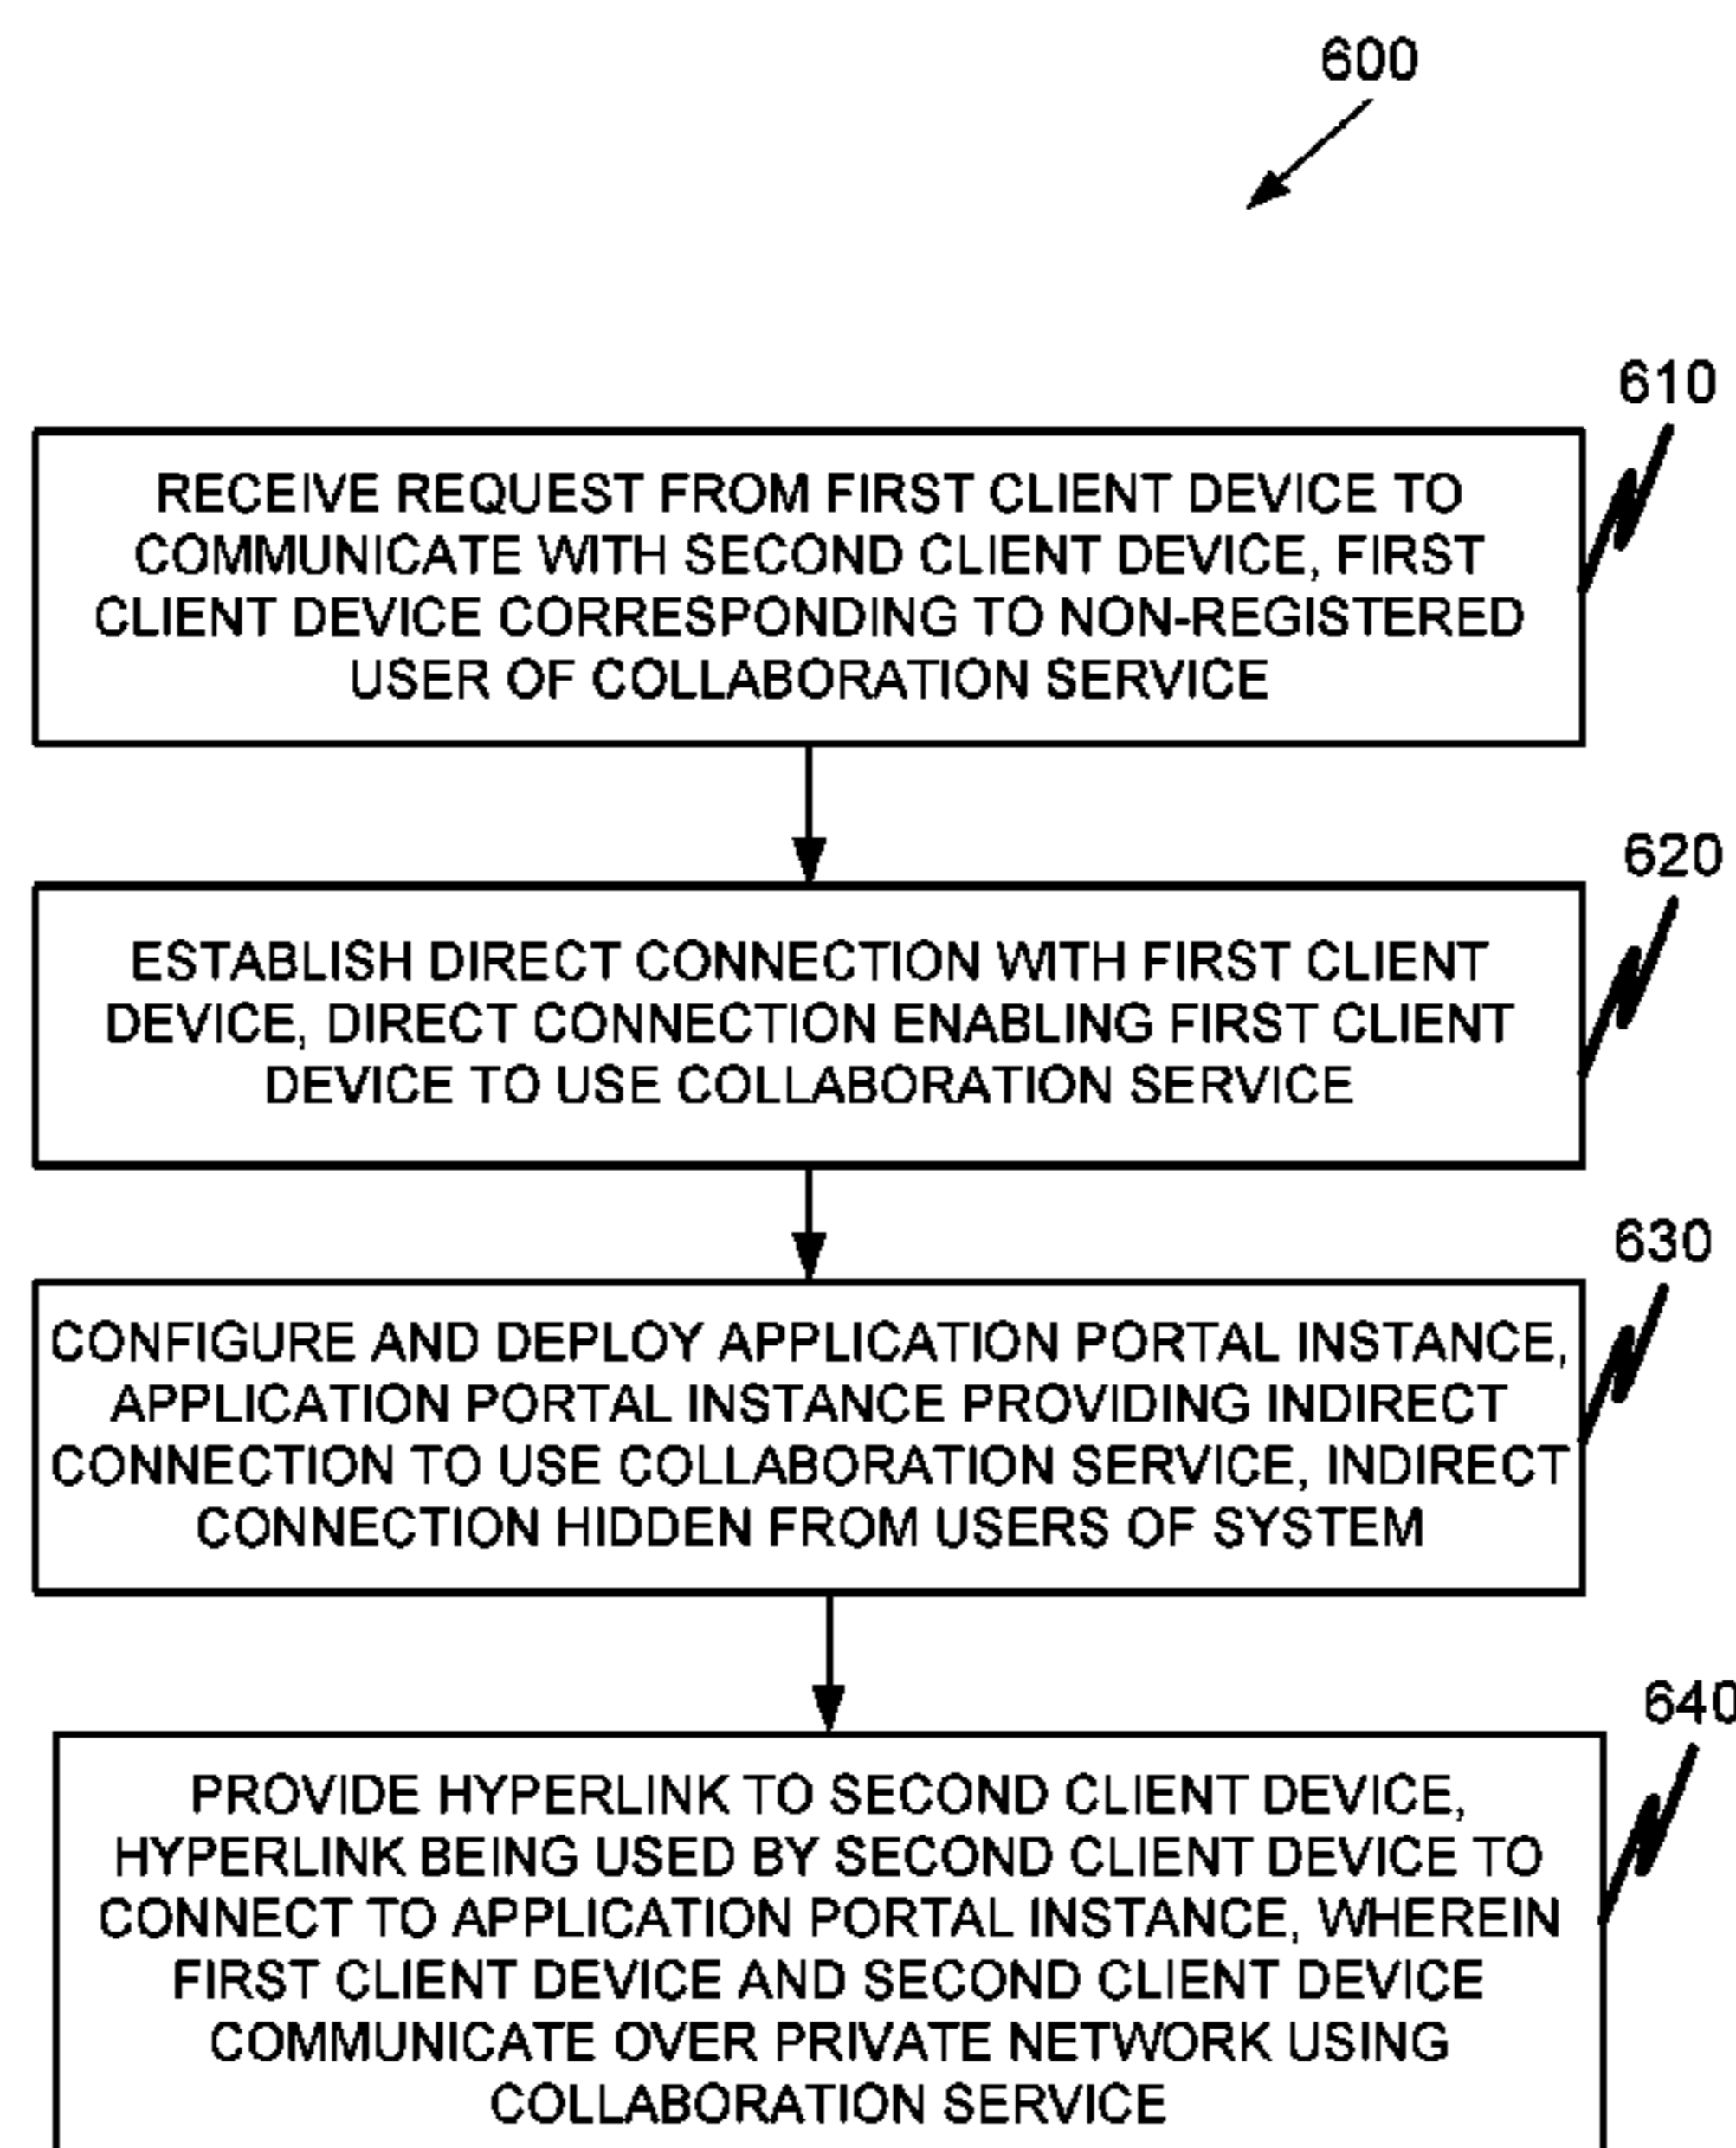 600
610
RECEIVE REQUEST FROM FIRST CLIENT DEVICE TO
COMMUNICATE WITH SECOND CLIENT DEVICE, FIRST
CLIENT DEVICE CORRESPONDING TO NON-REGISTERED
USER OF COLLABORATION SERVICE
620
ESTABLISH DIRECT CONNECTION WITH FIRST CLIENT
DEVICE, DIRECT CONNECTION ENABLING FIRST CLIENT
DEVICE TO USE COLLABORATION SERVICE
630
CONFIGURE AND DEPLOY APPLICATION PORTAL INSTANCE,
APPLICATION PORTAL INSTANCE PROVIDING INDIRECT
CONNECTION TO USE COLLABORATION SERVICE, INDIRECT
CONNECTION HIDDEN FROM USERS OF SYSTEM
640
PROVIDE HYPERLINK TO SECOND CLIENT DEVICE,
HYPERLINK BEING USED BY SECOND CLIENT DEVICE TO
CONNECT TO APPLICATION PORTAL INSTANCE, WHEREIN
FIRST CLIENT DEVICE AND SECOND CLIENT DEVICE
COMMUNICATE OVER PRIVATE NETWORK USING
COLLABORATION SERVICE